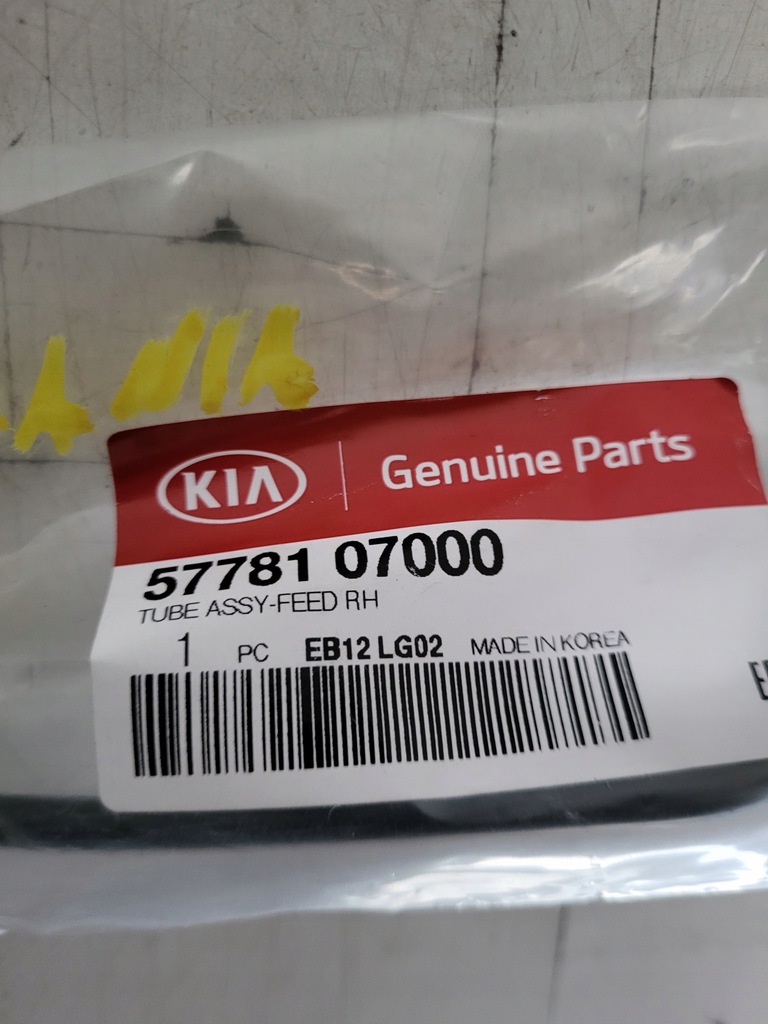 KIA Genuine Parts
57781 07000
TUBE ASSY-FEED RH
1 PC EB12 LG02 MADE IN KOREA